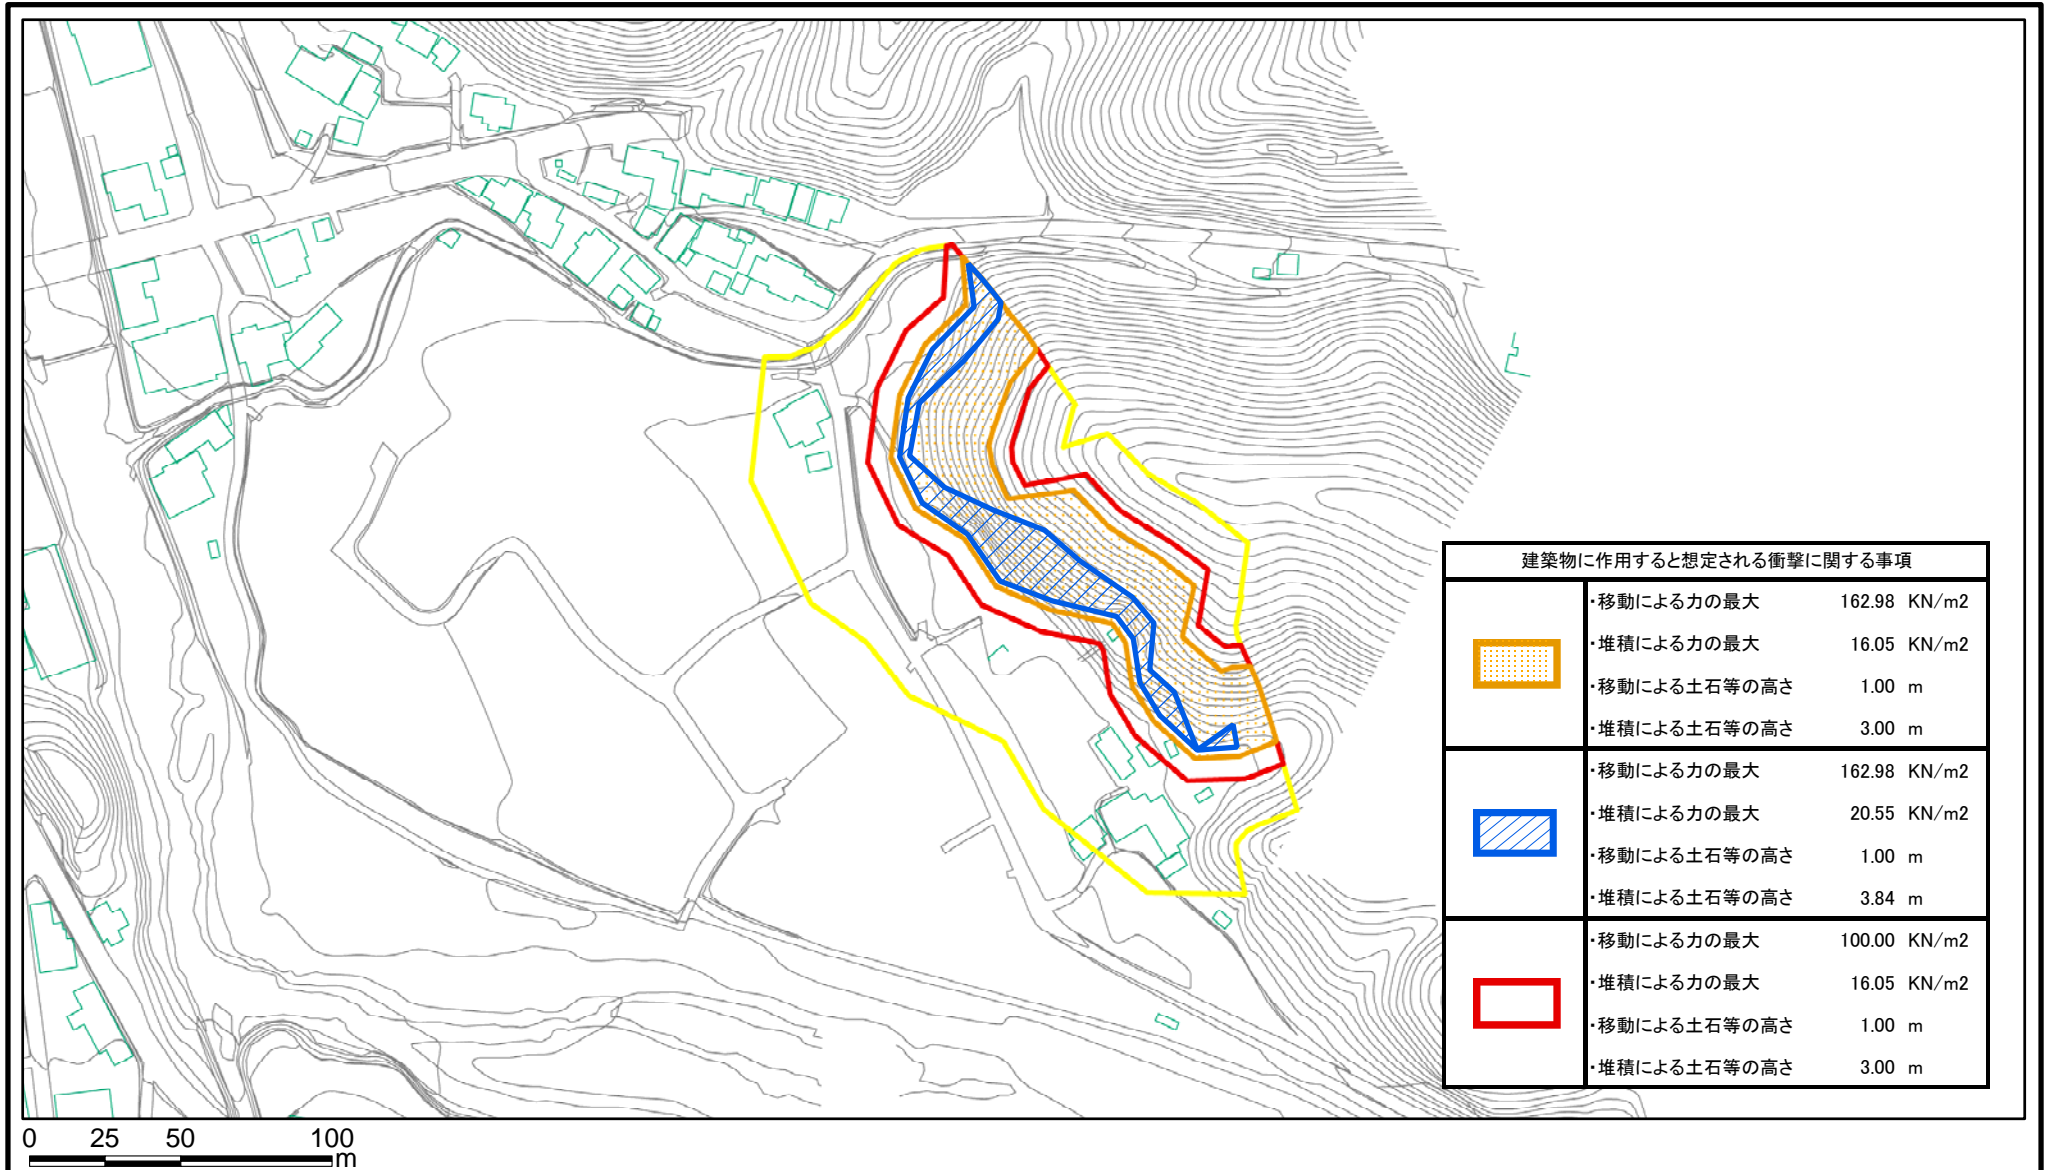 建築物に作用すると想定される衝撃に関する事項
・移動による力の最大 162.98 KN/m2
・堆積による力の最大 16.05 KN/m2
・移動による土石等の高さ 1.00 m
・堆積による土石等の高さ 3.00 m
・移動による力の最大 162.98 KN/m2
・堆積による力の最大 20.55 KN/m2
・移動による土石等の高さ 1.00 m
・堆積による土石等の高さ 3.84 m
・移動による力の最大 100.00 KN/m2
・堆積による力の最大 16.05 KN/m2
・移動による土石等の高さ 1.00 m
・堆積による土石等の高さ 3.00 m
0 25 50 100
m